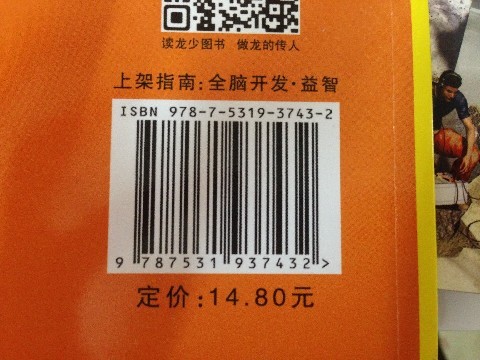 读龙少图书 做龙的传人
上架指南:全脑开发·益智
ISBN 978-7-5319-3743-2
9 787531 937432 >
定价:14.80元